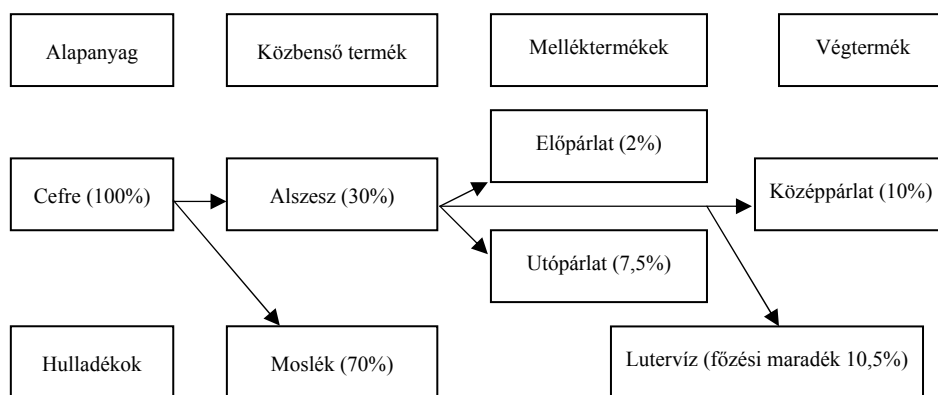 Alapanyag
Közbenső termék
Melléktermékek
Végtermék
Előpárlat (2%)
Cefre (100%)
Alszesz (30%)
Középpárlat (10%)
Utópárlat (7,5%)
Hulladékok
Moslék (70%)
Lutervíz (főzési maradék 10,5%)